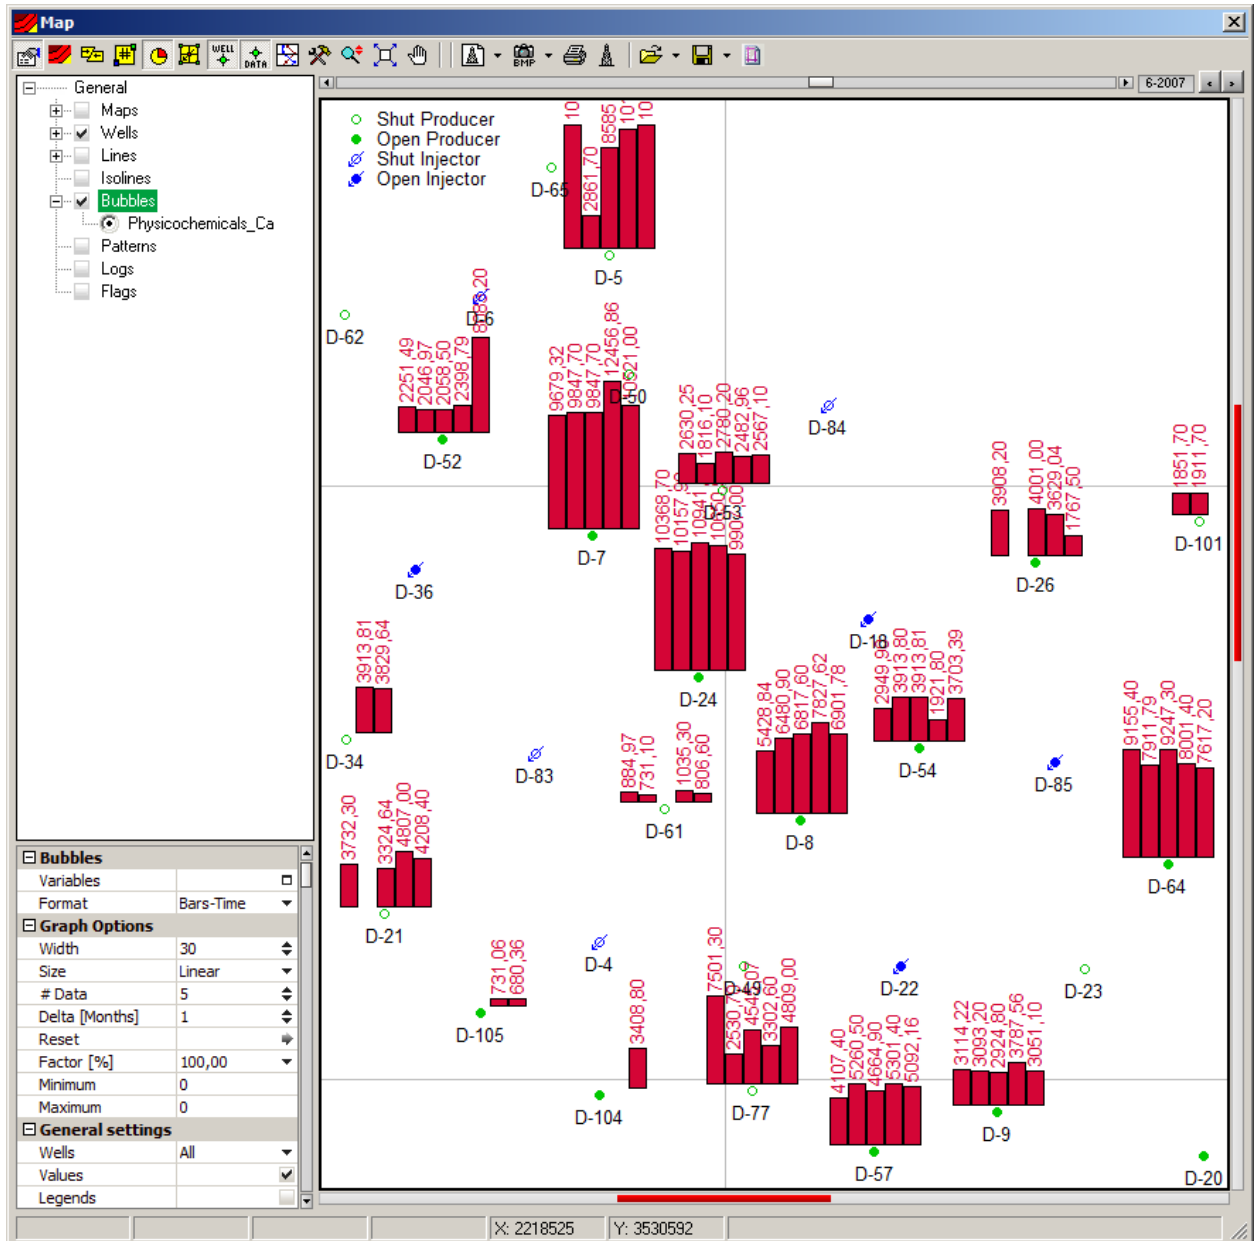 Map
WELL
DATA
BMP
6-2007
General
Maps
Wells
Lines
Isolines
Bubbles
Physicochemicals_Ca
Patterns
Logs
Flags
Shut Producer
Open Producer
Shut Injector
Open Injector
D-65
2861,70
D-5
D-62
D-6
2251,49
2046,97
2058,50
2398,79
D-52
9679,32
9847,70
9847,70
12456,86
D-50
D-7
2630,25
1816,10
2780,20
2482,96
2567,10
D-53
D-84
10368,70
D-24
3908,20
4001,00
3629,04
1767,50
D-26
1851,70
1911,70
D-101
D-36
D-18
3913,80
3913,81
1921,80
3703,39
D-54
3913,81
3829,64
D-34
D-83
884,97
731,10
1035,30
806,60
D-61
5428,84
6480,90
6817,60
7827,62
6901,78
D-8
D-85
9155,40
7911,79
9247,30
8001,40
7617,20
D-64
3732,30
3324,64
4807,00
4208,40
D-21
731,06
680,36
D-105
D-4
3408,80
D-104
7501,30
3302,60
4809,00
D-49
D-77
D-22
4107,40
5260,50
4664,90
5301,40
5092,16
D-57
D-23
3114,22
3093,20
2924,80
3787,56
3051,10
D-9
D-20
Bubbles
Variables
Format Bars-Time
Graph Options
Width 30
Size Linear
# Data 5
Delta [Months] 1
Reset
Factor [%] 100,00
Minimum 0
Maximum 0
General settings
Wells All
Values
Legends
X: 2218525 Y: 3530592